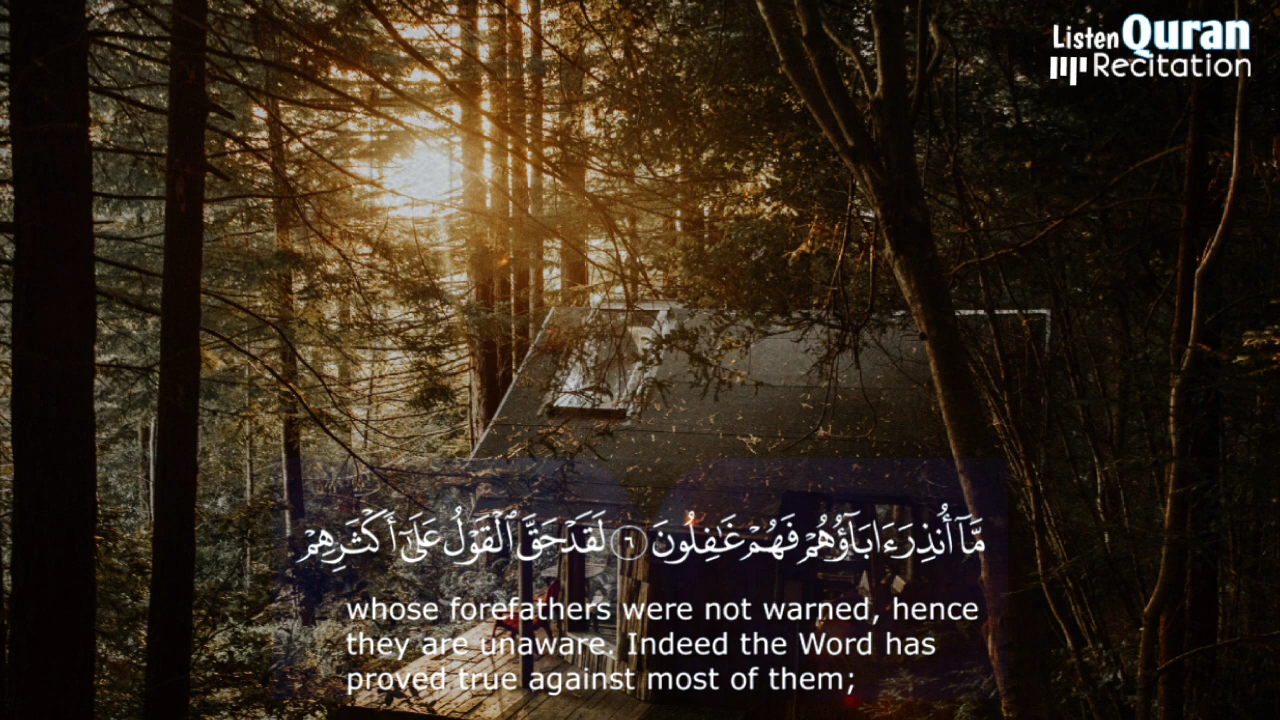 Listen Quran
Recitation
مَّآ أُنذِرَ ءَابَآؤُهُمْ فَهُمْ غَـٰفِلُونَ ٦ لَقَدْ حَقَّ ٱلْقَوْلُ عَلَىٰٓ أَكْثَرِهِمْ
whose forefathers were not warned, hence
they are unaware. Indeed the Word has
proved true against most of them;